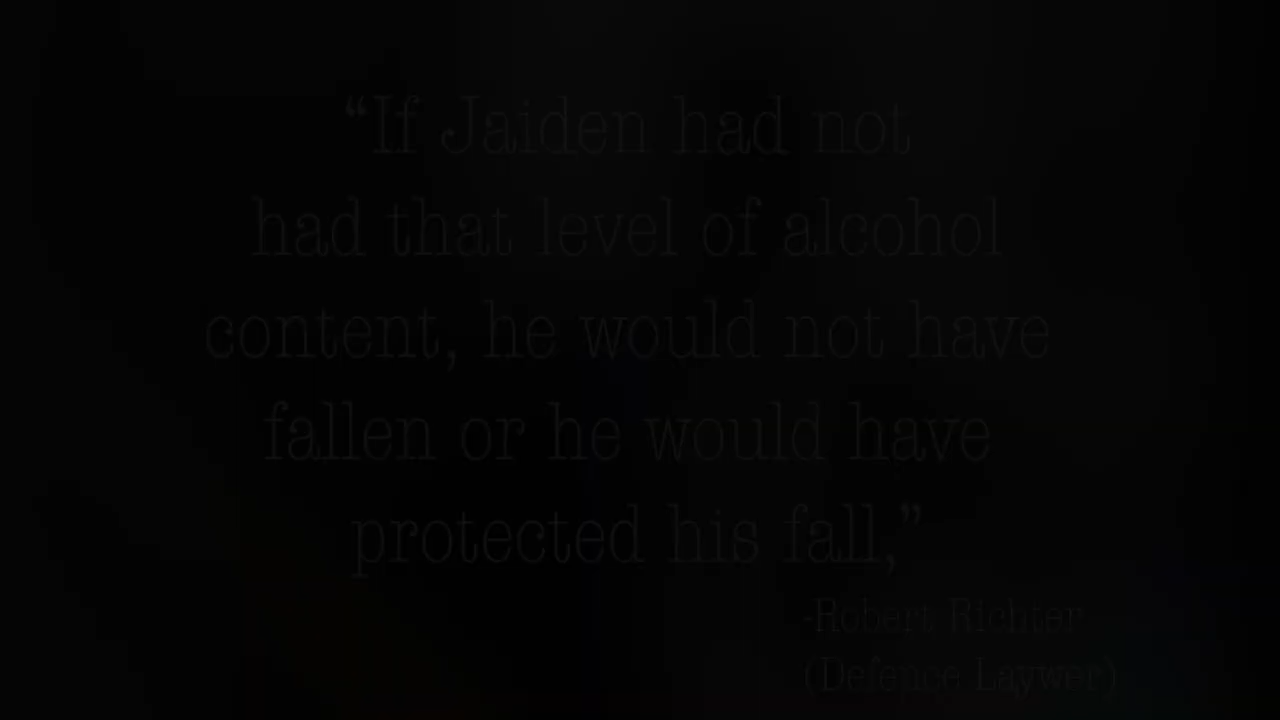 “If Jaiden had not
had that level of alcohol
content, he would not have
fallen or he would have
protected his fall,”
-Robert Richter
(Defence Laywer)